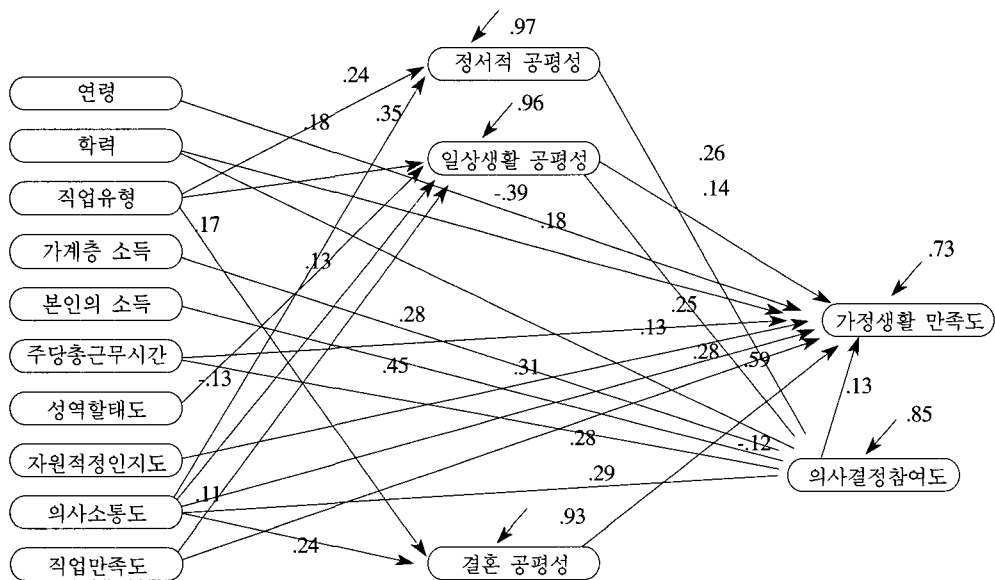 .97
정서적 공평성
.24
연령
.35
.96
.18
학력
일상생활 공평성
.26
.14
직업유형
-.39
.17
.18
가계총 소득
.13
.73
본인의 소득
.28
.25
가정생활 만족도
.13
주당총근무시간
.28
.59
.45
.31
-.13
.13
성역할태도
.85
.28
-.12
자원적정인지도
.29
의사결정참여도
.11
의사소통도
.93
.24
직업만족도
결혼 공평성